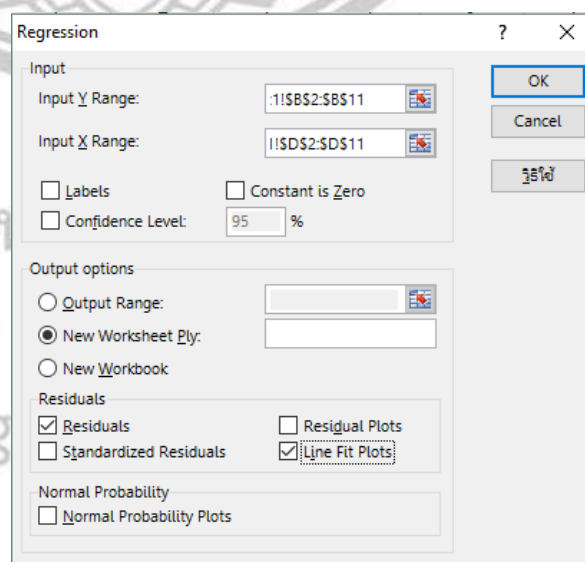 Regression ? X
Input
Input Y Range: :1!$B$2:$B$11
Input X Range: !!$D$2:$D$11
Labels
Constant is Zero
Confidence Level: 95 %
OK
Cancel
วิธีใช้
Output options
Output Range:
New Worksheet Ply:
New Workbook
Residuals
Residuals
Residual Plots
Standardized Residuals
Line Fit Plots
Normal Probability
Normal Probability Plots